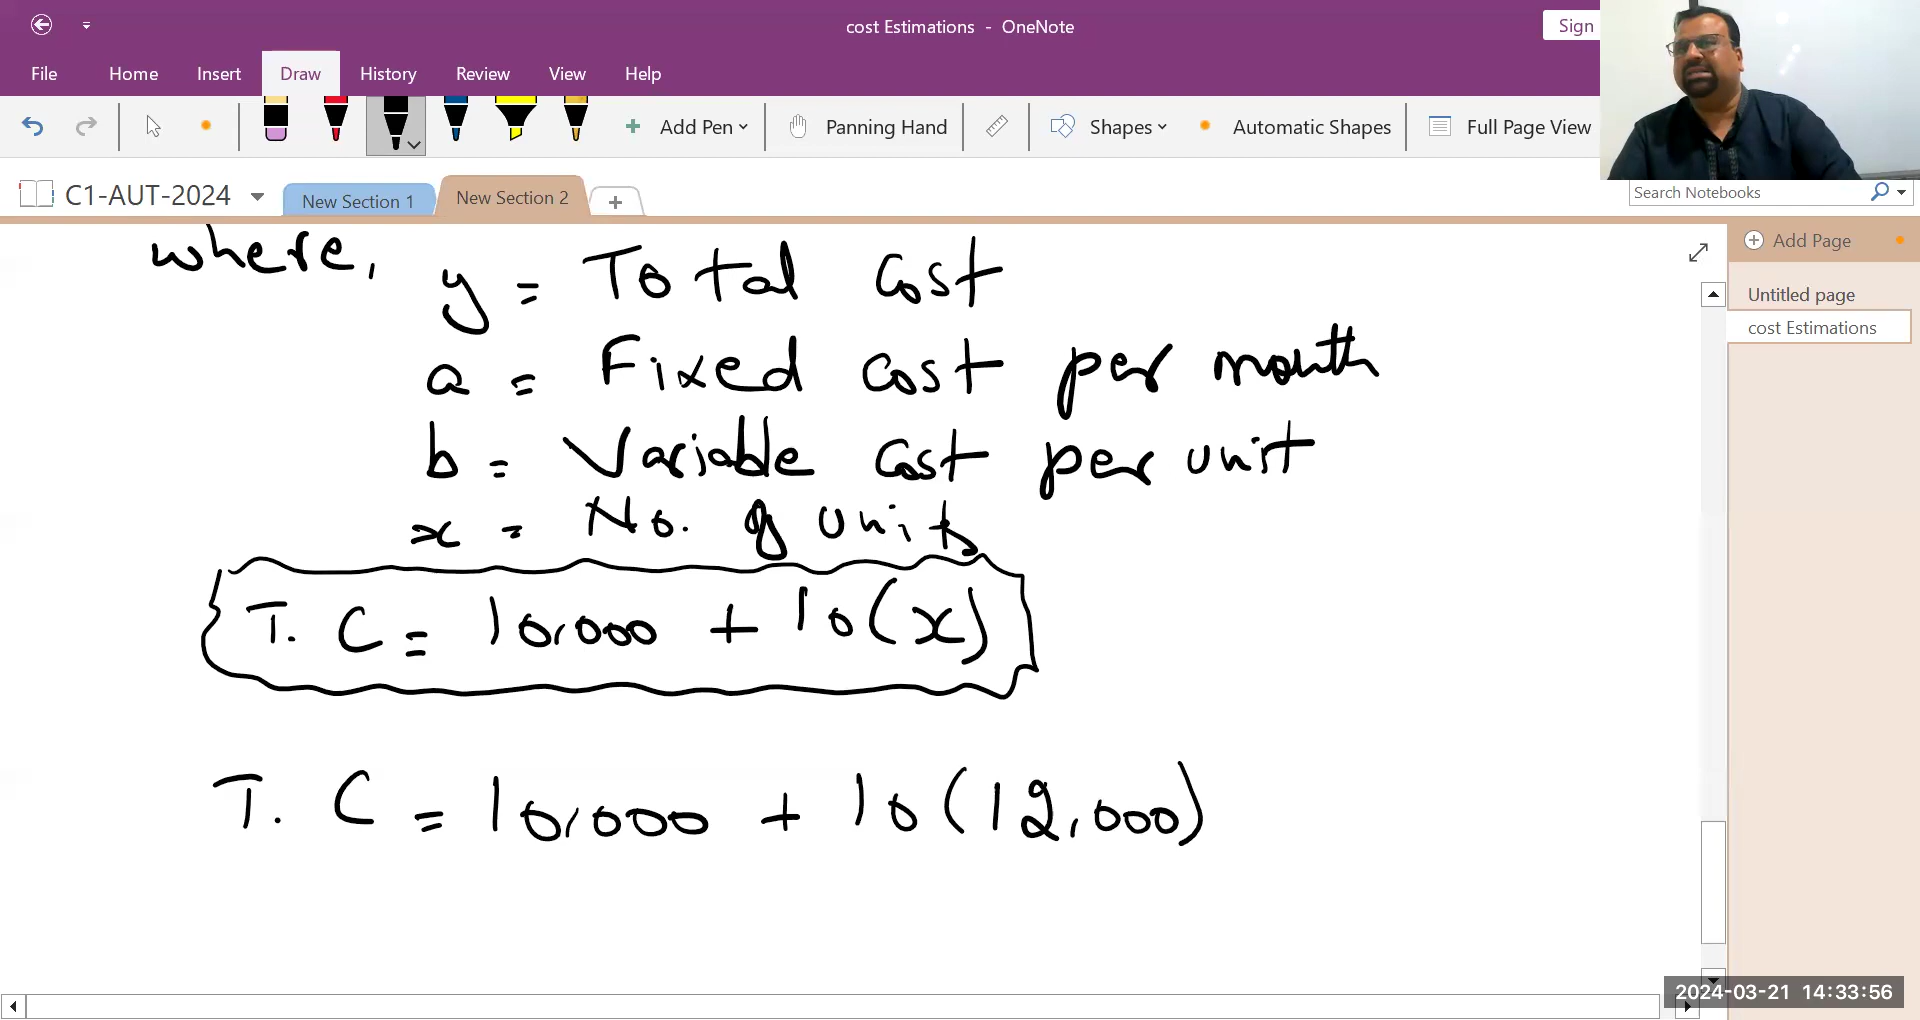 cost Estimations - OneNote
Sign
File Home Insert Draw History Review View Help
Add Pen Panning Hand Shapes Automatic Shapes Full Page View
C1-AUT-2024 New Section 1 New Section 2
Search Notebooks
Add Page
Untitled page
cost Estimations
where,
y = Total Cost
a = Fixed Cost per month
b = Variable Cost per unit
x = No. of units
T. C = 10,000 + 10(x)
T. C = 10,000 + 10(12,000)
2024-03-21 14:33:56